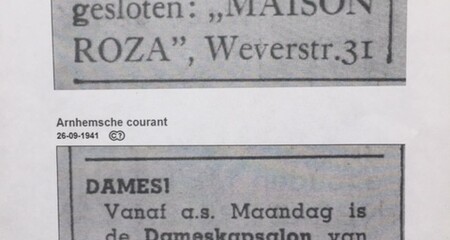 gesloten: „MAISON
ROZA”, Weverstr.31
Arnhemsche courant
26-09-1941 (C?)
DAMES!
Vanaf a.s. Maandag is
de Dameskapsalon van